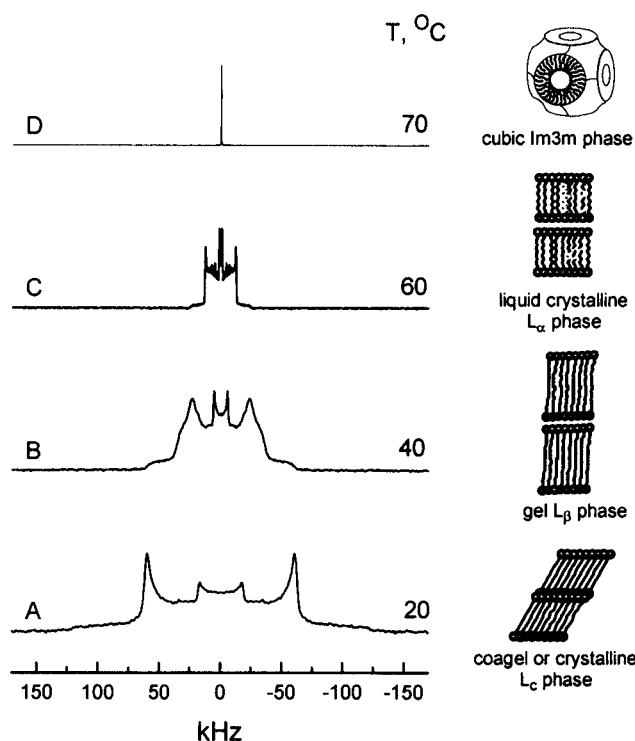 T, °C
D
70
cubic Im3m phase
C
60
liquid crystalline
Lα phase
B
40
gel Lβ phase
A
20
coagel or crystalline
Lc phase
150 100 50 0 -50 -100 -150
kHz